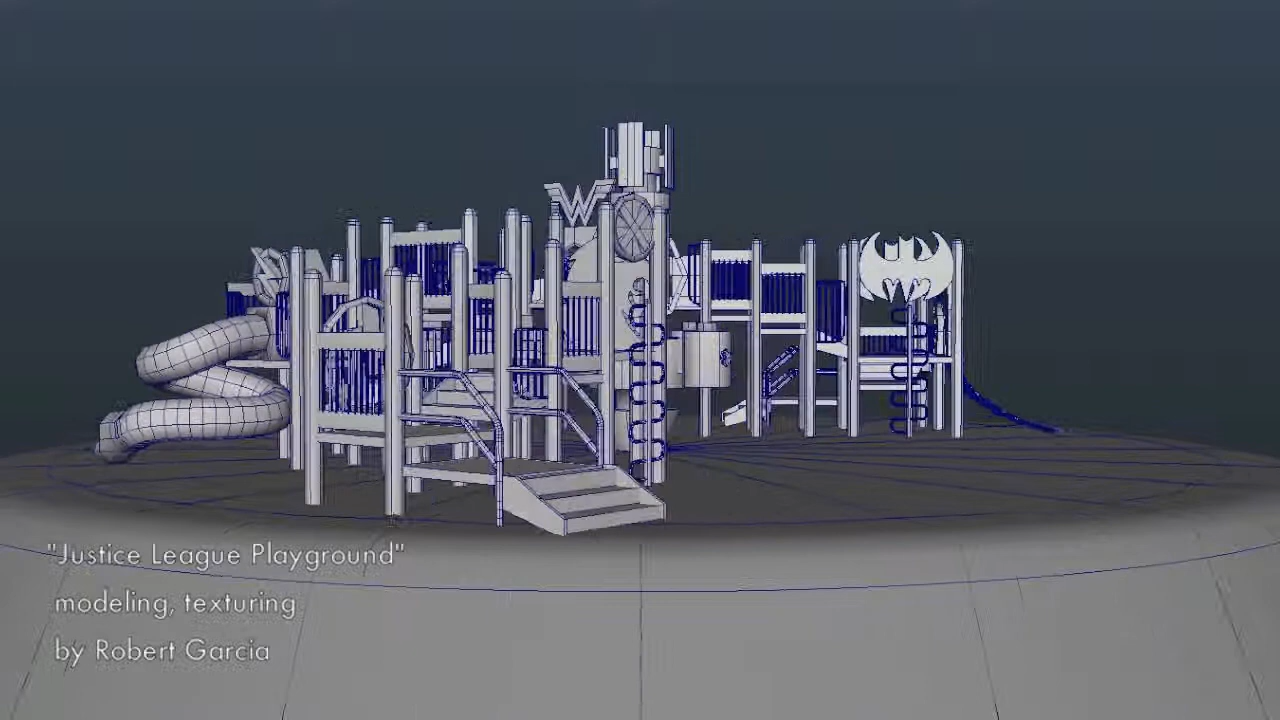 W
"Justice League Playground"
modeling, texturing
by Robert Garcia